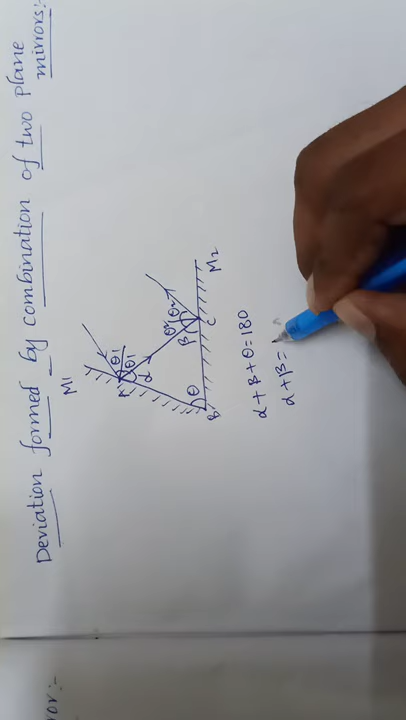 Deviation formed by combination of two plane
mirrors:-
M1
θ1
θ1
A
α
θ2
θ2
β
θ
B
C
M2
α + β + θ = 180
α + β =